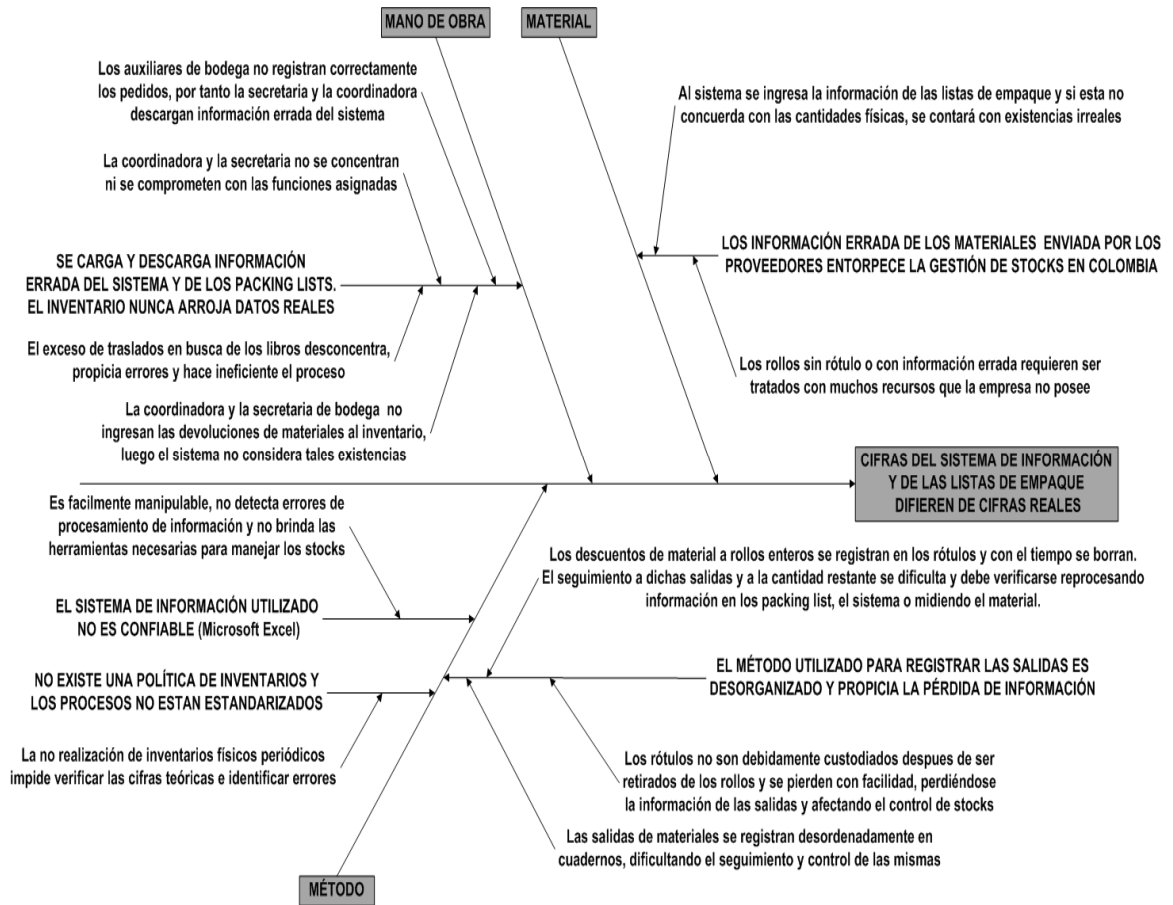 MANO DE OBRA
MATERIAL
Los auxiliares de bodega no registran correctamente
los pedidos, por tanto la secretaria y la coordinadora
descargan información errada del sistema
Al sistema se ingresa la información de las listas de empaque y si esta no
concuerda con las cantidades físicas, se contará con existencias irreales
La coordinadora y la secretaria no se concentran
ni se comprometen con las funciones asignadas
SE CARGA Y DESCARGA INFORMACIÓN
ERRADA DEL SISTEMA Y DE LOS PACKING LISTS.
EL INVENTARIO NUNCA ARROJA DATOS REALES
LOS INFORMACIÓN ERRADA DE LOS MATERIALES ENVIADA POR LOS
PROVEEDORES ENTORPECE LA GESTIÓN DE STOCKS EN COLOMBIA
El exceso de traslados en busca de los libros desconcentra,
propicia errores y hace ineficiente el proceso
Los rollos sin rótulo o con información errada requieren ser
tratados con muchos recursos que la empresa no posee
La coordinadora y la secretaria de bodega no
ingresan las devoluciones de materiales al inventario,
luego el sistema no considera tales existencias
CIFRAS DEL SISTEMA DE INFORMACIÓN
Y DE LAS LISTAS DE EMPAQUE
DIFIEREN DE CIFRAS REALES
Es facilmente manipulable, no detecta errores de
procesamiento de información y no brinda las
herramientas necesarias para manejar los stocks
Los descuentos de material a rollos enteros se registran en los rótulos y con el tiempo se borran.
El seguimiento a dichas salidas y a la cantidad restante se dificulta y debe verificarse reprocesando
información en los packing list, el sistema o midiendo el material.
EL SISTEMA DE INFORMACIÓN UTILIZADO
NO ES CONFIABLE (Microsoft Excel)
EL MÉTODO UTILIZADO PARA REGISTRAR LAS SALIDAS ES
DESORGANIZADO Y PROPICIA LA PÉRDIDA DE INFORMACIÓN
NO EXISTE UNA POLÍTICA DE INVENTARIOS Y
LOS PROCESOS NO ESTAN ESTANDARIZADOS
La no realización de inventarios físicos periódicos
impide verificar las cifras teóricas e identificar errores
Los rótulos no son debidamente custodiados despues de ser
retirados de los rollos y se pierden con facilidad, perdiéndose
la información de las salidas y afectando el control de stocks
Las salidas de materiales se registran desordenadamente en
cuadernos, dificultando el seguimiento y control de las mismas
MÉTODO